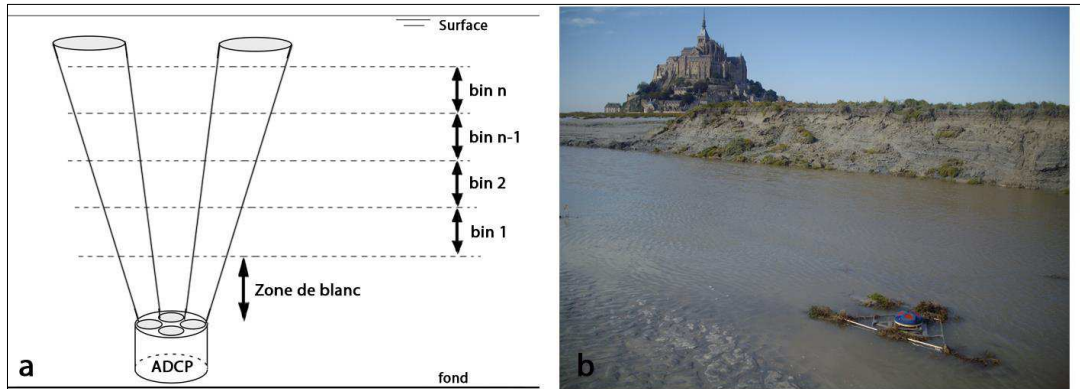 Surface
bin n
bin n-1
bin 2
bin 1
Zone de blanc
ADCP
fond
a
b